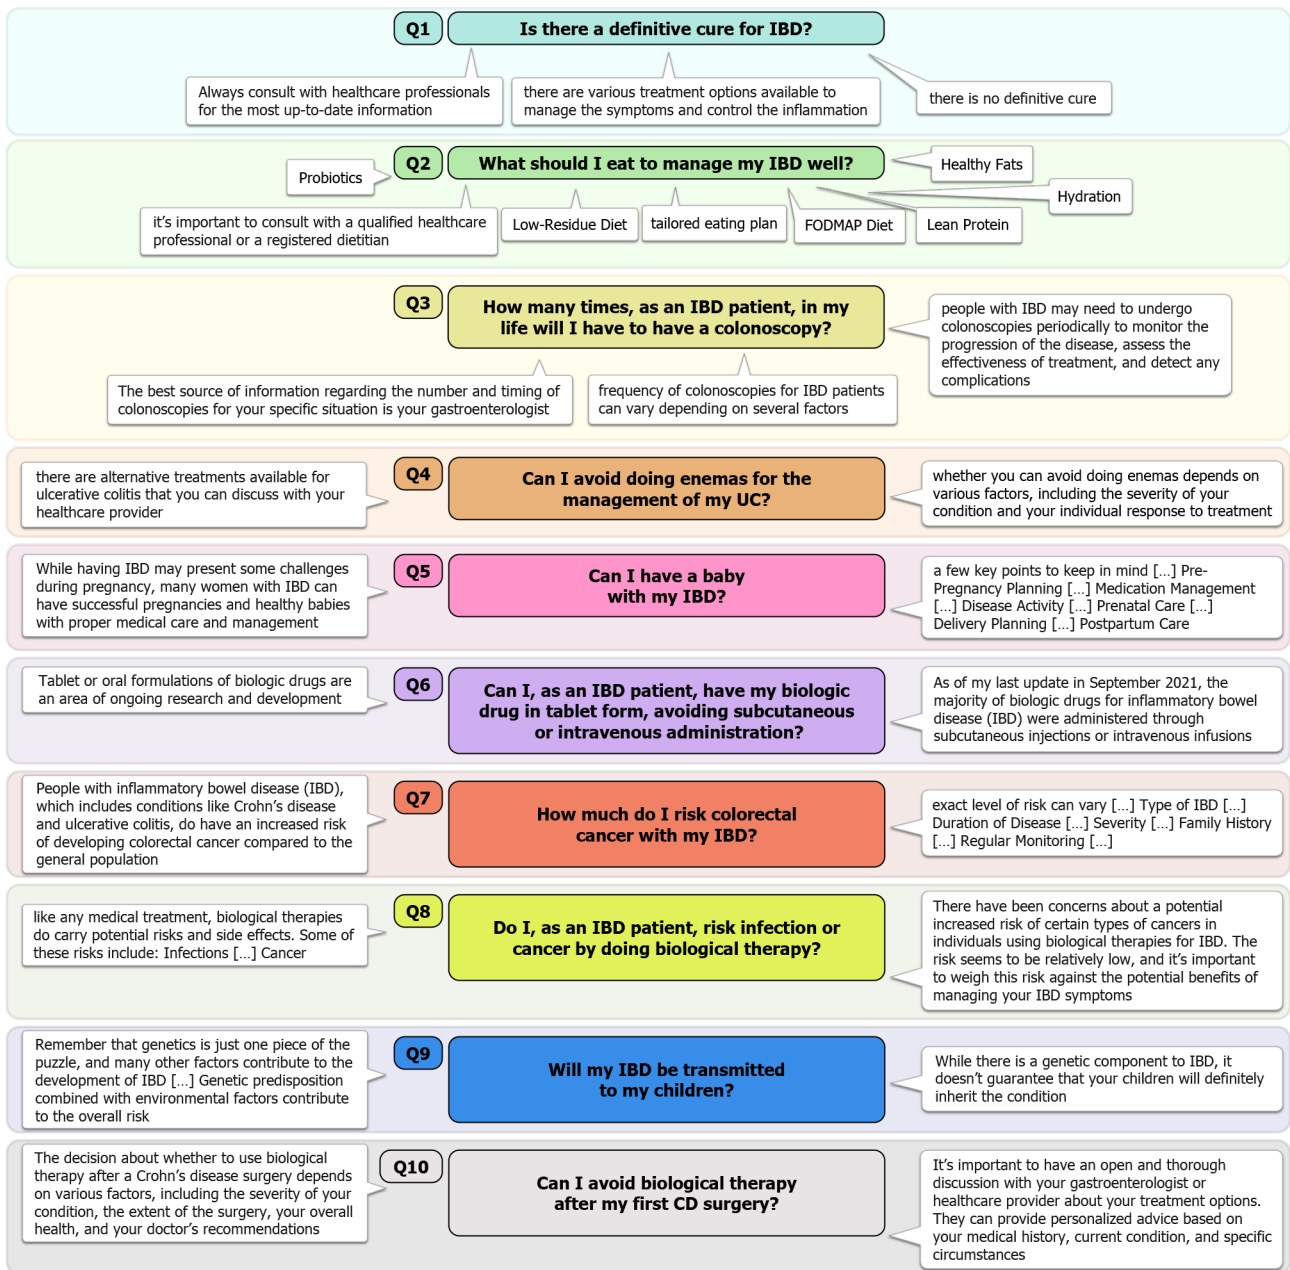 Q1
Is there a definitive cure for IBD?
Always consult with healthcare professionals
for the most up-to-date information
there are various treatment options available to
manage the symptoms and control the inflammation
there is no definitive cure
Q2
What should I eat to manage my IBD well?
Healthy Fats
Probiotics
Hydration
it's important to consult with a qualified healthcare
professional or a registered dietitian
Low-Residue Diet
tailored eating plan
FODMAP Diet
Lean Protein
Q3
How many times, as an IBD patient, in my
life will I have to have a colonoscopy?
people with IBD may need to undergo
colonoscopies periodically to monitor the
progression of the disease, assess the
effectiveness of treatment, and detect any
complications
The best source of information regarding the number and timing of
colonoscopies for your specific situation is your gastroenterologist
frequency of colonoscopies for IBD patients
can vary depending on several factors
there are alternative treatments available for
ulcerative colitis that you can discuss with your
healthcare provider
Q4
Can I avoid doing enemas for the
management of my UC?
whether you can avoid doing enemas depends on
various factors, including the severity of your
condition and your individual response to treatment
While having IBD may present some challenges
during pregnancy, many women with IBD can
have successful pregnancies and healthy babies
with proper medical care and management
Q5
Can I have a baby
with my IBD?
a few key points to keep in mind [...] Pre-
Pregnancy Planning [...] Medication Management
[...] Disease Activity [...] Prenatal Care [...]
Delivery Planning [...] Postpartum Care
Tablet or oral formulations of biologic drugs are
an area of ongoing research and development
Q6
Can I, as an IBD patient, have my biologic
drug in tablet form, avoiding subcutaneous
or intravenous administration?
As of my last update in September 2021, the
majority of biologic drugs for inflammatory bowel
disease (IBD) were administered through
subcutaneous injections or intravenous infusions
People with inflammatory bowel disease (IBD),
which includes conditions like Crohn's disease
and ulcerative colitis, do have an increased risk
of developing colorectal cancer compared to the
general population
Q7
How much do I risk colorectal
cancer with my IBD?
exact level of risk can vary [...] Type of IBD [...]
Duration of Disease [...] Severity [...] Family History
[...] Regular Monitoring [...]
like any medical treatment, biological therapies
do carry potential risks and side effects. Some of
these risks include: Infections [...] Cancer
Q8
Do I, as an IBD patient, risk infection or
cancer by doing biological therapy?
There have been concerns about a potential
increased risk of certain types of cancers in
individuals using biological therapies for IBD. The
risk seems to be relatively low, and it's important
to weigh this risk against the potential benefits of
managing your IBD symptoms
Remember that genetics is just one piece of the
puzzle, and many other factors contribute to the
development of IBD [...] Genetic predisposition
combined with environmental factors contribute
to the overall risk
Q9
Will my IBD be transmitted
to my children?
While there is a genetic component to IBD, it
doesn't guarantee that your children will definitely
inherit the condition
The decision about whether to use biological
therapy after a Crohn's disease surgery depends
on various factors, including the severity of your
condition, the extent of the surgery, your overall
health, and your doctor's recommendations
Q10
Can I avoid biological therapy
after my first CD surgery?
It's important to have an open and thorough
discussion with your gastroenterologist or
healthcare provider about your treatment options.
They can provide personalized advice based on
your medical history, current condition, and specific
circumstances